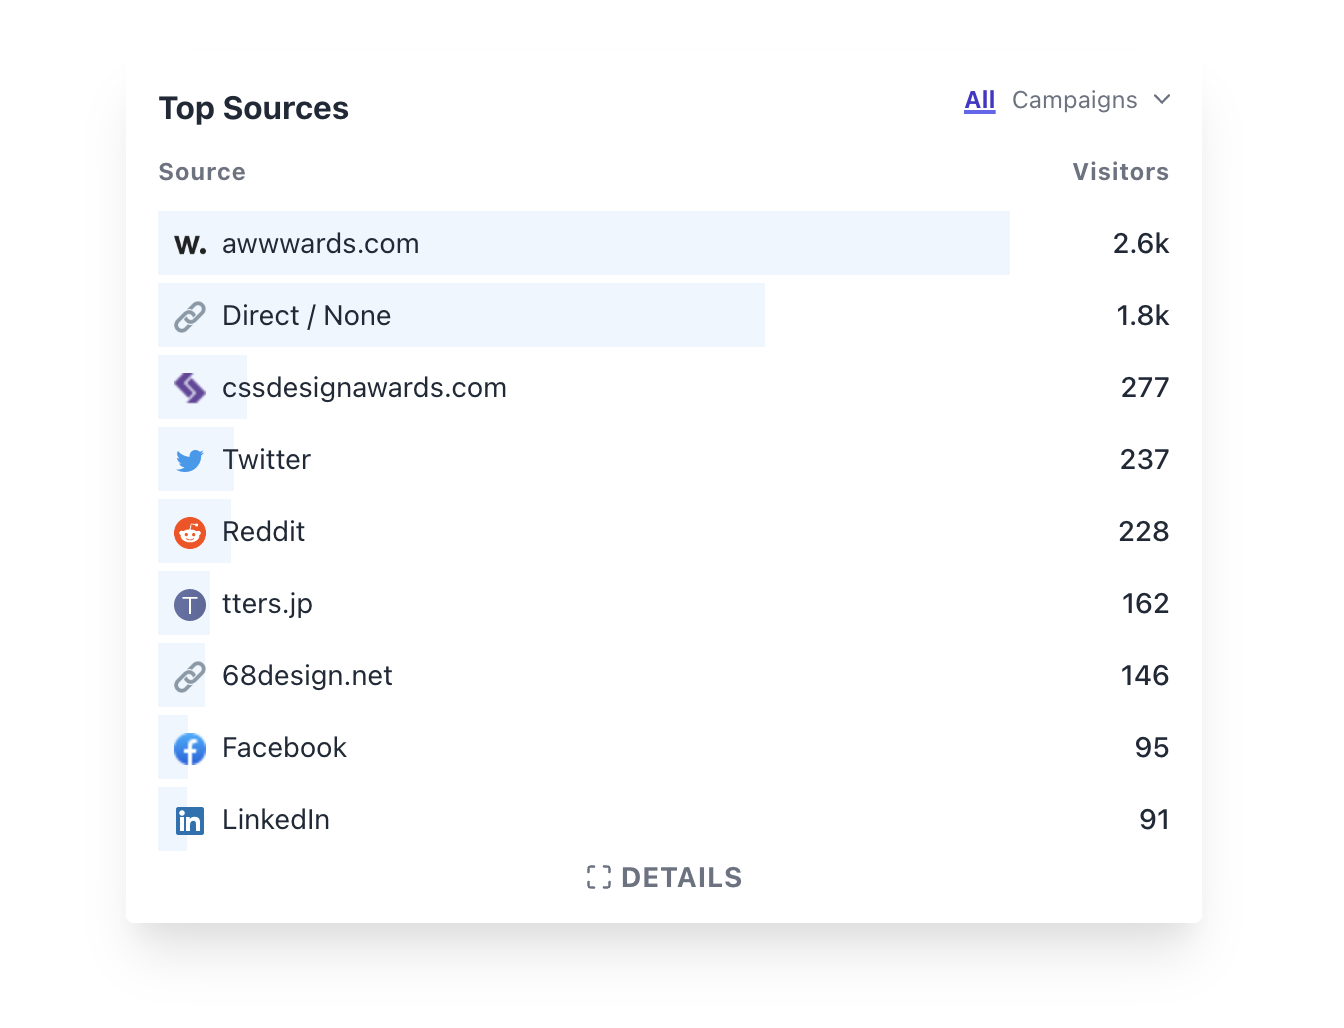 Top Sources
All Campaigns
Source Visitors
W. awwwards.com 2.6k
Direct / None 1.8k
cssdesignawards.com 277
Twitter 237
Reddit 228
T tters.jp 162
68design.net 146
f Facebook 95
in LinkedIn 91
DETAILS